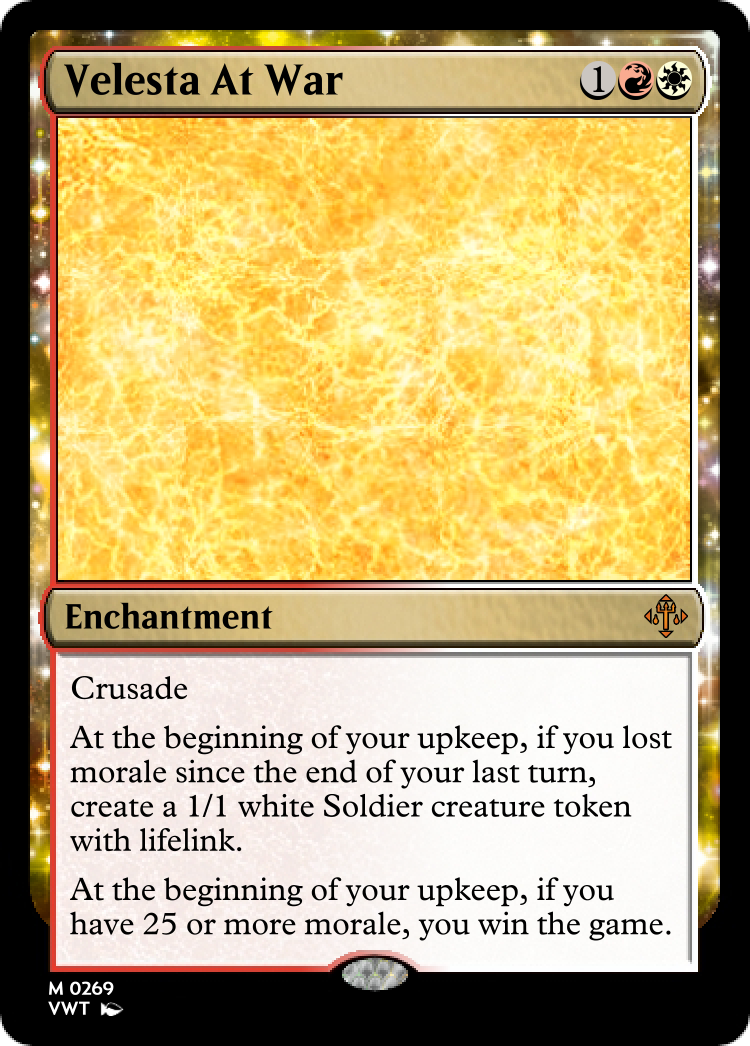 Velesta At War 1
Enchantment
Crusade
At the beginning of your upkeep, if you lost
morale since the end of your last turn,
create a 1/1 white Soldier creature token
with lifelink.
At the beginning of your upkeep, if you
have 25 or more morale, you win the game.
M 0269
VWT